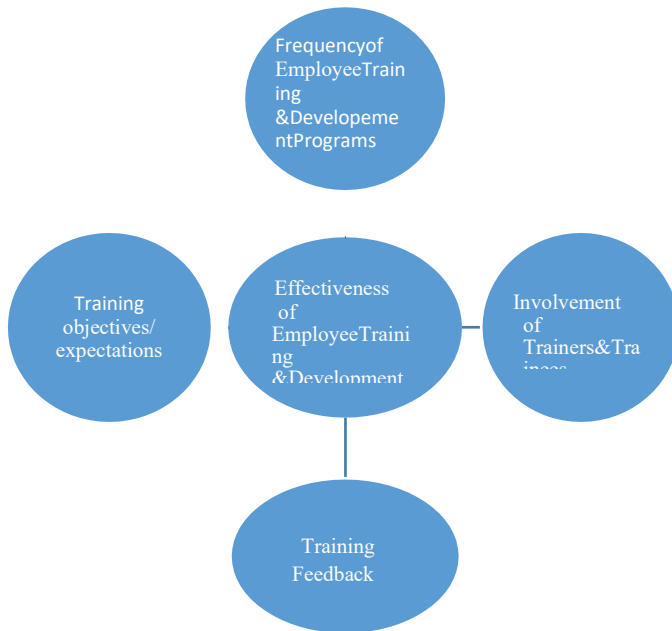 Frequencyof
EmployeeTrain
ing
&Developeme
ntPrograms
Training
objectives/
expectations
Effectiveness
of
EmployeeTraini
ng
&Development
Involvement
of
Trainers&Tra
inees
Training
Feedback